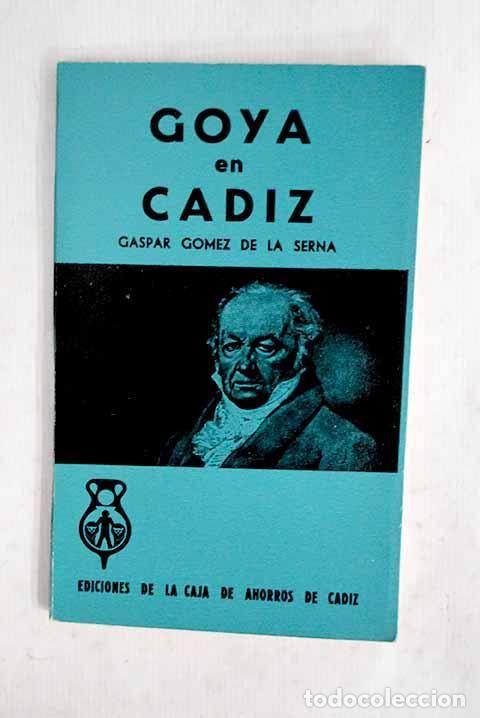 GOYA
en
CADIZ
GASPAR GOMEZ DE LA SERNA
EDICIONES DE LA CAJA DE AHORROS DE CADIZ
todocoleccion